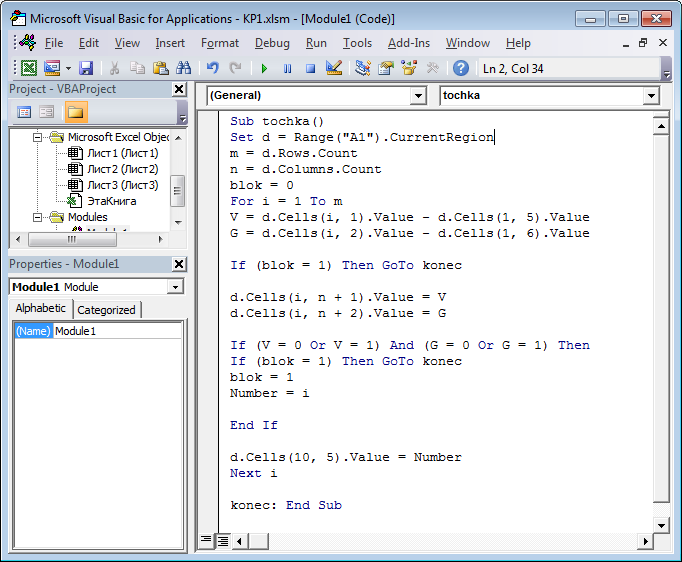 Microsoft Visual Basic for Applications - KP1.xlsm - [Module1 (Code)]
File Edit View Insert Format Debug Run Tools Add-Ins Window Help
Ln 2, Col 34
Project - VBAProject
Microsoft Excel Objec
Лист1 (Лист1)
Лист2 (Лист2)
Лист3 (Лист3)
ЭтаКнига
Modules
Properties - Module1
Module1 Module
Alphabetic Categorized
(Name) Module1
(General) tochka
Sub tochka()
Set d = Range("A1").CurrentRegion
m = d.Rows.Count
n = d.Columns.Count
blok = 0
For i = 1 To m
V = d.Cells(i, 1).Value - d.Cells(1, 5).Value
G = d.Cells(i, 2).Value - d.Cells(1, 6).Value
If (blok = 1) Then GoTo konec
d.Cells(i, n + 1).Value = V
d.Cells(i, n + 2).Value = G
If (V = 0 Or V = 1) And (G = 0 Or G = 1) Then
If (blok = 1) Then GoTo konec
blok = 1
Number = i
End If
d.Cells(10, 5).Value = Number
Next i
konec: End Sub